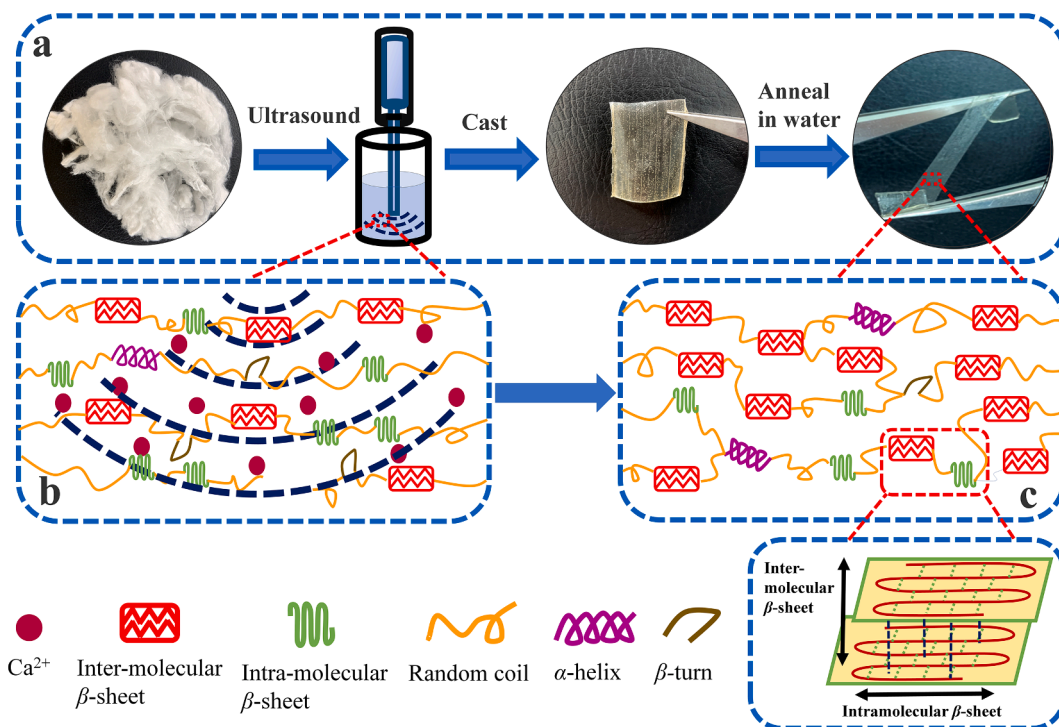 a
Ultrasound
Cast
Anneal
in water
b
c
Inter-
molecular
β-sheet
Intramolecular β-sheet
Ca²⁺
Inter-molecular
β-sheet
Intra-molecular
β-sheet
Random coil
α-helix
β-turn